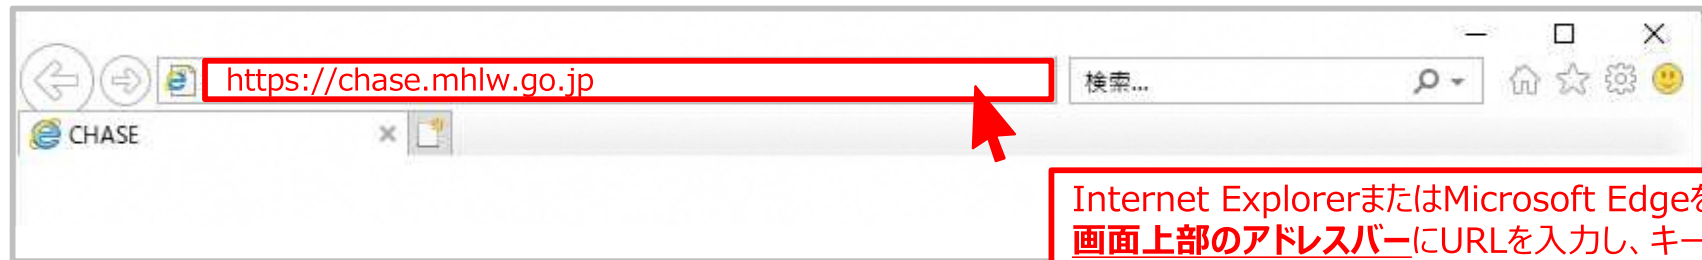 https://chase.mhlw.go.jp
検索...
CHASE
Internet ExplorerまたはMicrosoft Edgeを
画面上部のアドレスバーにURLを入力し、キー